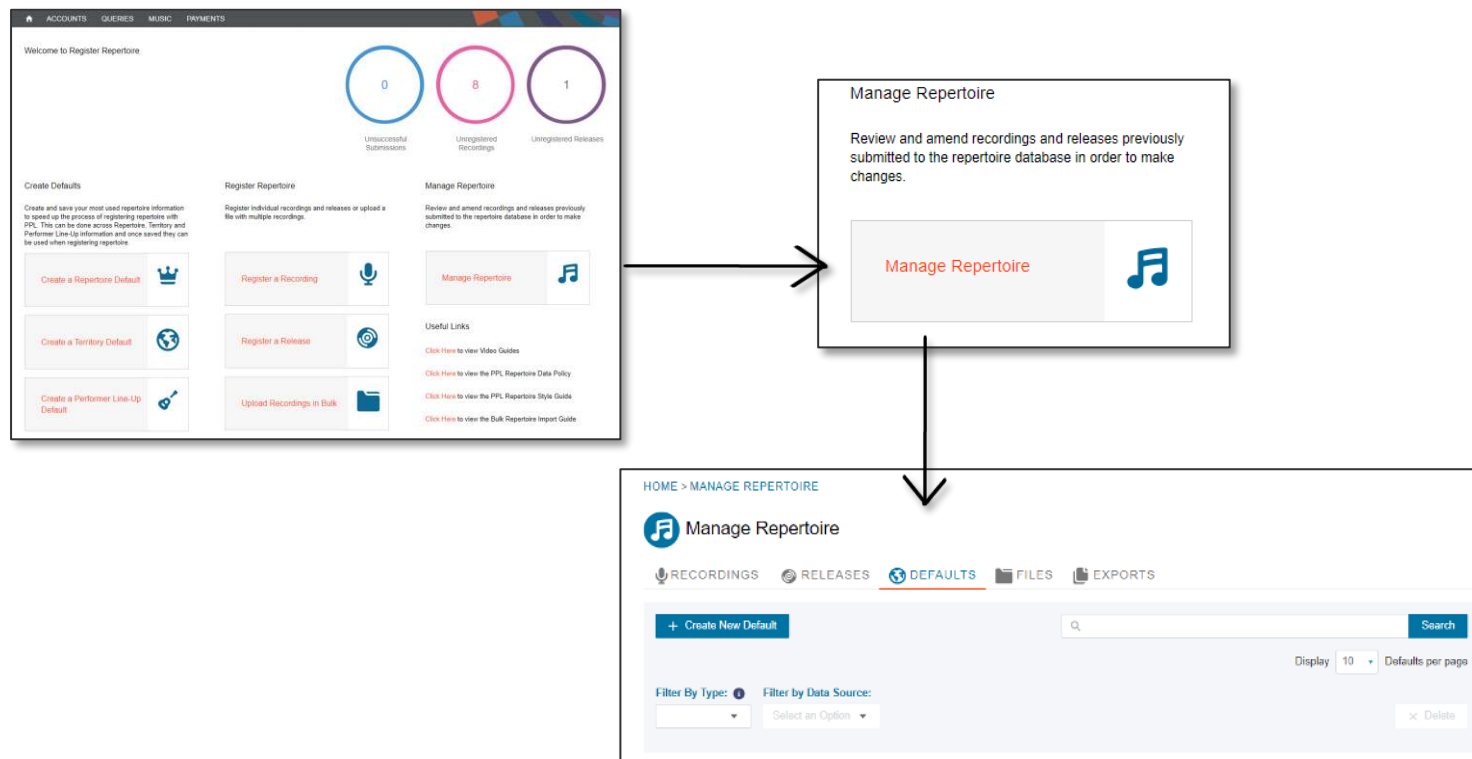 ACCOUNTS QUERIES MUSIC PAYMENTS
Welcome to Register Repertoire
0 8 1
Unsuccessful Submissions
Unregistered Recordings
Unregistered Releases
Create Defaults
Create and save your most used repertoire information
to speed up the process of registering repertoire with
PPL. This can be done across Repertoire, Territory and
Performer Line-Up information and once saved they can
be used when registering repertoire
Create a Repertoire Default
Create a Territory Default
Create a Performer Line-Up
Default
Register Repertoire
Register individual recordings and releases or upload a
file with multiple recordings.
Register a Recording
Register a Release
Upload Recordings in Bulk
Manage Repertoire
Review and amend recordings and releases previously
submitted to the repertoire database in order to make
changes.
Manage Repertoire
Useful Links
Click Here to view Video Guides
Click Here to view the PPL Repertoire Data Policy
Click Here to view the PPL Repertoire Style Guide
Click Here to view the Bulk Repertoire Import Guide
Manage Repertoire
Review and amend recordings and releases previously
submitted to the repertoire database in order to make
changes.
Manage Repertoire
HOME > MANAGE REPERTOIRE
Manage Repertoire
RECORDINGS RELEASES DEFAULTS FILES EXPORTS
+ Create New Default
Search
Display 10 Defaults per page
Filter By Type: Filter by Data Source:
Select an Option
× Delete